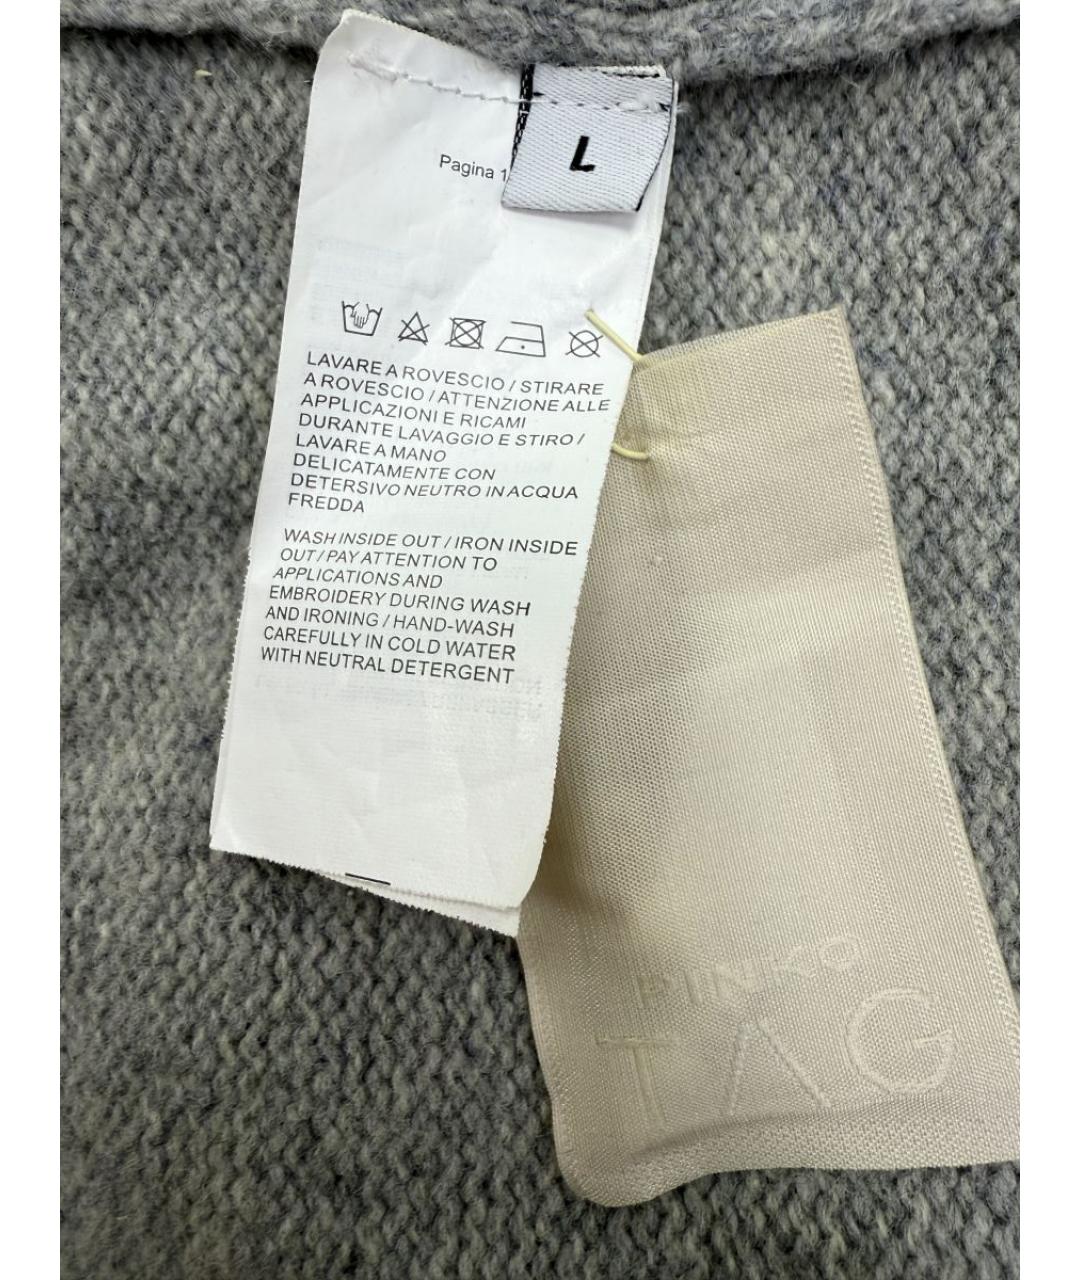 L
Pagina 1
LAVARE A ROVESCIO / STIRARE
A ROVESCIO / ATTENZIONE ALLE
APPLICAZIONI E RICAMI
DURANTE LAVAGGIO E STIRO /
LAVARE A MANO
DELICATAMENTE CON
DETERSIVO NEUTRO IN ACQUA
FREDDA
WASH INSIDE OUT / IRON INSIDE
OUT / PAY ATTENTION TO
APPLICATIONS AND
EMBROIDERY DURING WASH
AND IRONING / HAND-WASH
CAREFULLY IN COLD WATER
WITH NEUTRAL DETERGENT
PINKO
TAG